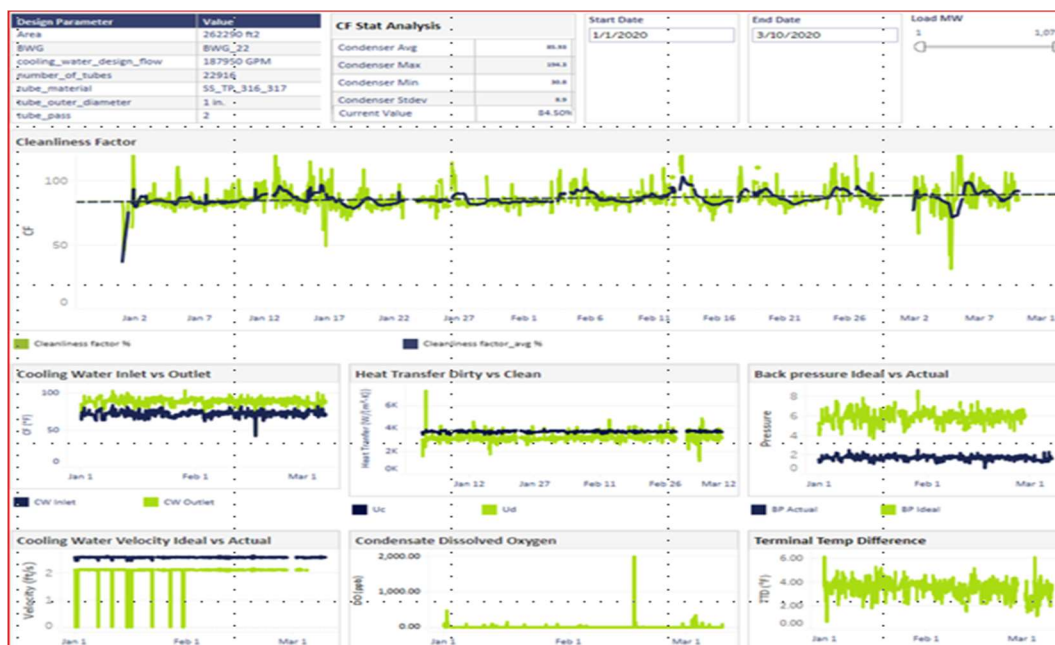 Design Parameter Value
Area 262290 ft2
BWG BWG_22
cooling_water_design_flow 187950 GPM
number_of_tubes 22916
tube_material SS_TP_316_317
tube_outer_diameter 1 in.
tube_pass 2
CF Stat Analysis
Condenser Avg
Condenser Max
Condenser Min
Condenser Stdev
Current Value 84.50%
Start Date
1/1/2020
End Date
3/10/2020
Load MW
1 1,07
Cleanliness Factor
100
50
0
CF
Jan 2 Jan 7 Jan 12 Jan 17 Jan 22 Jan 27 Feb 1 Feb 6 Feb 11 Feb 16 Feb 21 Feb 26 Mar 2 Mar 7 Mar 1
Cleanliness factor % Cleanliness factor_avg %
Cooling Water Inlet vs Outlet
100
50
0
CF (°F)
Jan 1 Feb 1 Mar 1
CW Inlet CW Outlet
Heat Transfer Dirty vs Clean
6K
4K
2K
0K
Jan 12 Jan 27 Feb 11 Feb 26 Mar 12
Uc Ud
Back pressure Ideal vs Actual
8
6
4
2
0
Pressure
Jan 1 Feb 1 Mar 1
BP Actual BP Ideal
Cooling Water Velocity Ideal vs Actual
2
1
0
Velocity (ft/s)
Jan 1 Feb 1 Mar 1
Condensate Dissolved Oxygen
2,000.00
1,000.00
0.00
DO (ppb)
Jan 1 Feb 1 Mar 1
Terminal Temp Difference
6.00
4.00
2.00
0.00
TTD (°F)
Jan 1 Feb 1 Mar 1